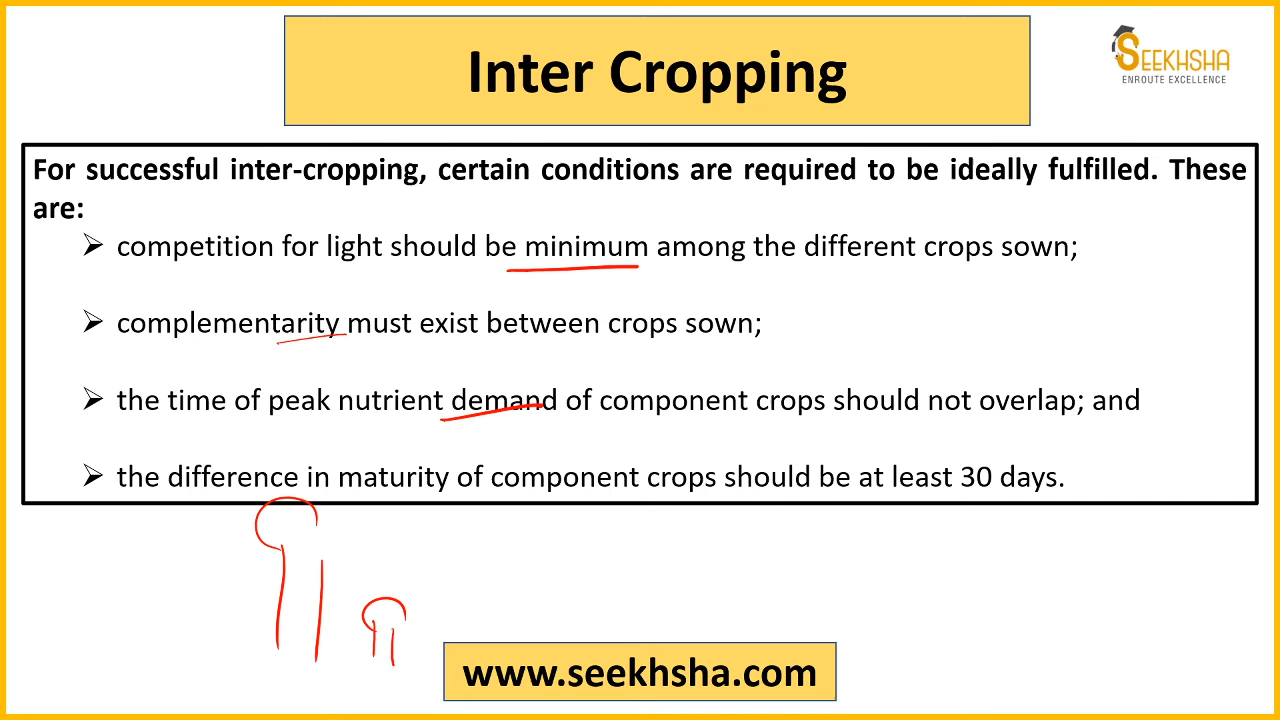 Inter Cropping
SEEKHSHA
ENROUTE EXCELLENCE
For successful inter-cropping, certain conditions are required to be ideally fulfilled. These
are:
➢ competition for light should be minimum among the different crops sown;
➢ complementarity must exist between crops sown;
➢ the time of peak nutrient demand of component crops should not overlap; and
➢ the difference in maturity of component crops should be at least 30 days.
www.seekhsha.com